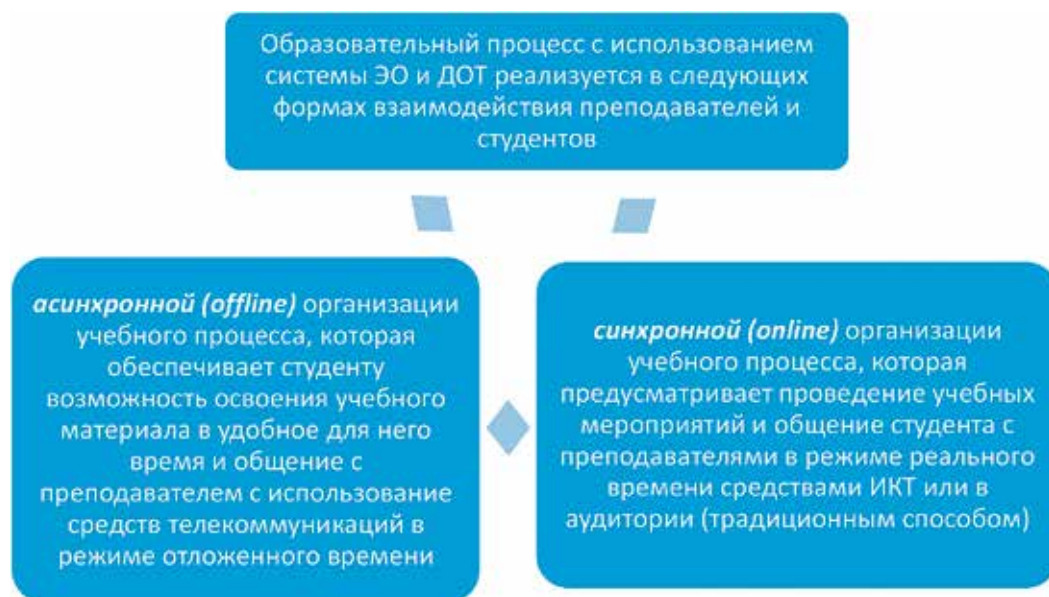 Образовательный процесс с использованием
системы ЭО и ДОТ реализуется в следующих
формах взаимодействия преподавателей и
студентов
асинхронной (offline) организации
учебного процесса, которая
обеспечивает студенту
возможность освоения учебного
материала в удобное для него
время и общение с
преподавателем с использование
средств телекоммуникаций в
режиме отложенного времени
синхронной (online) организации
учебного процесса, которая
предусматривает проведение учебных
мероприятий и общение студента с
преподавателями в режиме реального
времени средствами ИКТ или в
аудитории (традиционным способом)